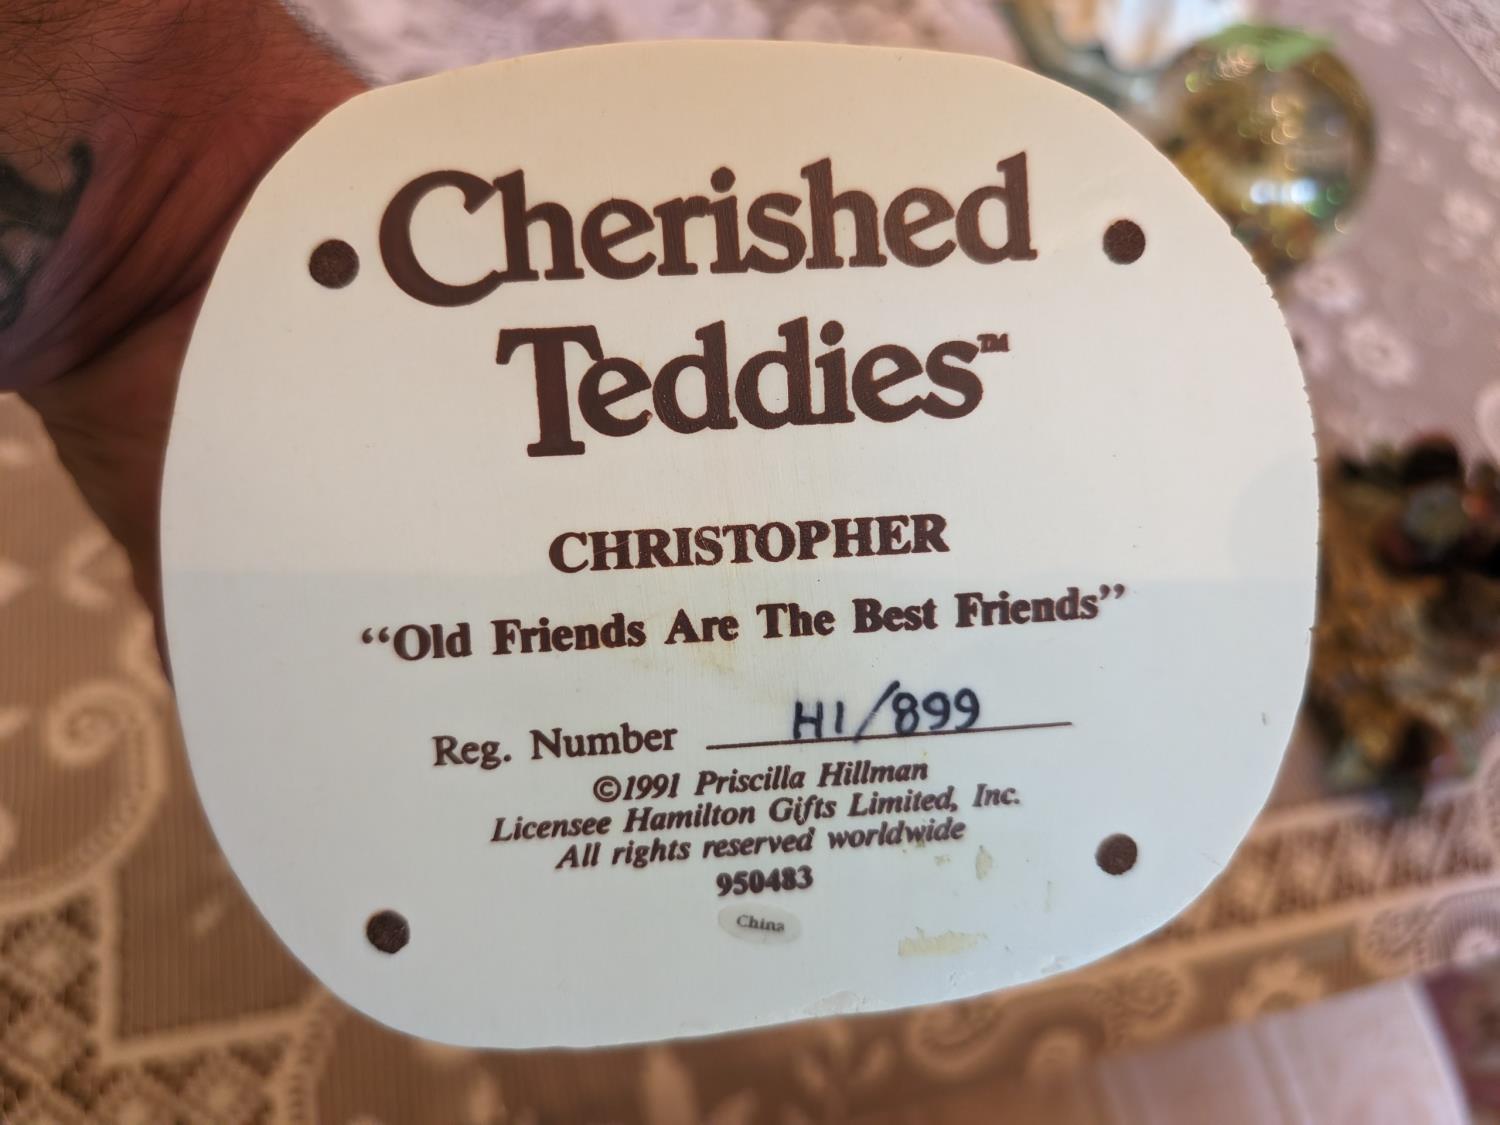 Cherished
Teddies™
CHRISTOPHER
“Old Friends Are The Best Friends”
Reg. Number H1/899
©1991 Priscilla Hillman
Licensee Hamilton Gifts Limited, Inc.
All rights reserved worldwide
950483
China